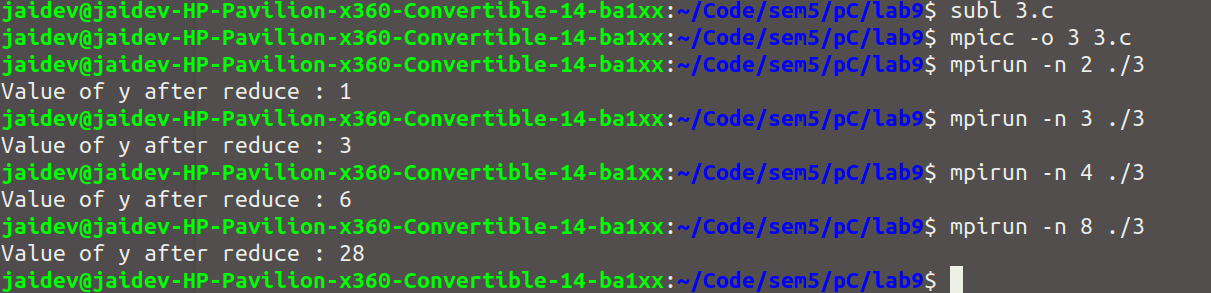 jaidev@jaidev-HP-Pavilion-x360-Convertible-14-ba1xx:~/Code/sem5/pC/lab9$ subl 3.c
jaidev@jaidev-HP-Pavilion-x360-Convertible-14-ba1xx:~/Code/sem5/pC/lab9$ mpicc -o 3 3.c
jaidev@jaidev-HP-Pavilion-x360-Convertible-14-ba1xx:~/Code/sem5/pC/lab9$ mpirun -n 2 ./3
Value of y after reduce : 1
jaidev@jaidev-HP-Pavilion-x360-Convertible-14-ba1xx:~/Code/sem5/pC/lab9$ mpirun -n 3 ./3
Value of y after reduce : 3
jaidev@jaidev-HP-Pavilion-x360-Convertible-14-ba1xx:~/Code/sem5/pC/lab9$ mpirun -n 4 ./3
Value of y after reduce : 6
jaidev@jaidev-HP-Pavilion-x360-Convertible-14-ba1xx:~/Code/sem5/pC/lab9$ mpirun -n 8 ./3
Value of y after reduce : 28
jaidev@jaidev-HP-Pavilion-x360-Convertible-14-ba1xx:~/Code/sem5/pC/lab9$